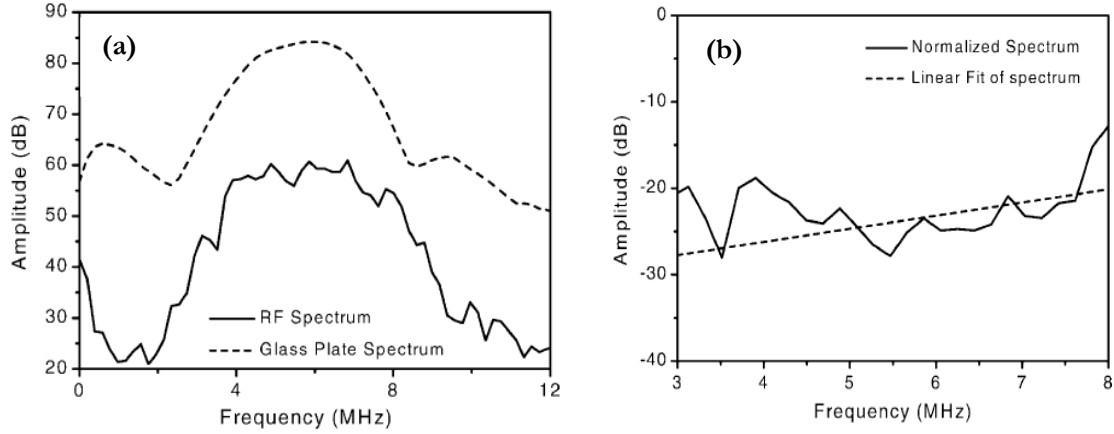 (a)
90
80
70
60
50
40
30
20
Amplitude (dB)
RF Spectrum
Glass Plate Spectrum
0 4 8 12
Frequency (MHz)
(b)
0
-10
-20
-30
-40
Amplitude (dB)
Normalized Spectrum
Linear Fit of spectrum
3 4 5 6 7 8
Frequency (MHz)